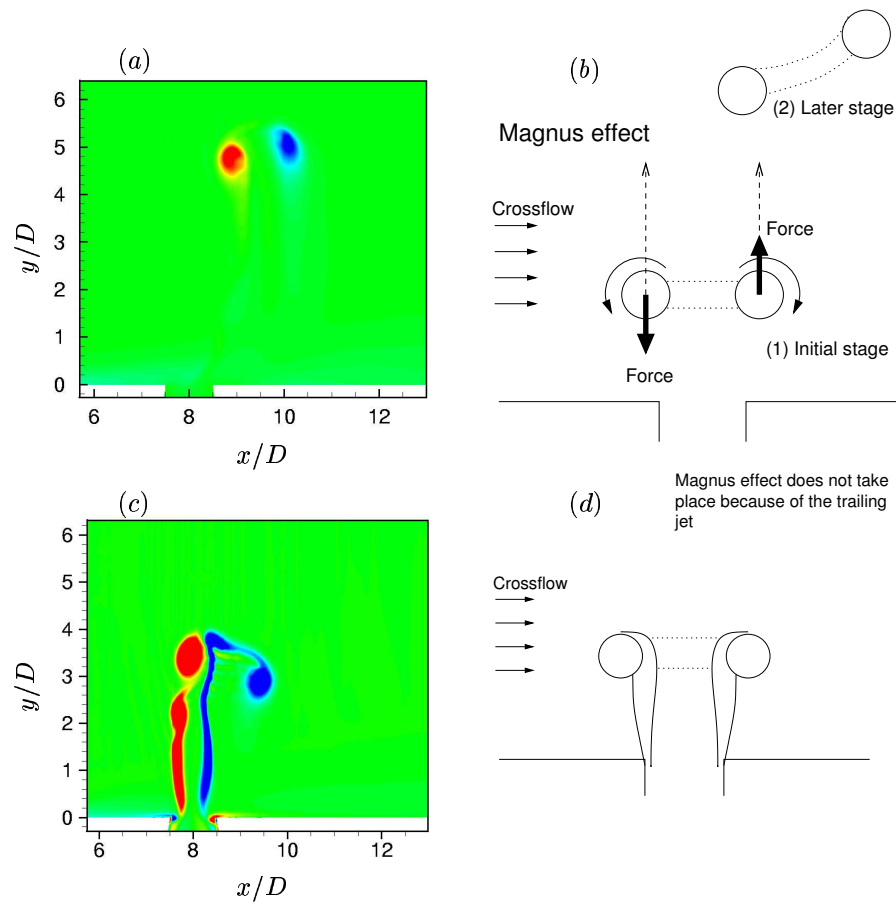 (a)
6
5
4
3
2
1
0
y/D
6
8
10
12
x/D
(b)
(2) Later stage
Magnus effect
Crossflow
Force
(1) Initial stage
Force
(c)
6
5
4
3
2
1
0
y/D
6
8
10
12
x/D
(d)
Magnus effect does not take
place because of the trailing
jet
Crossflow